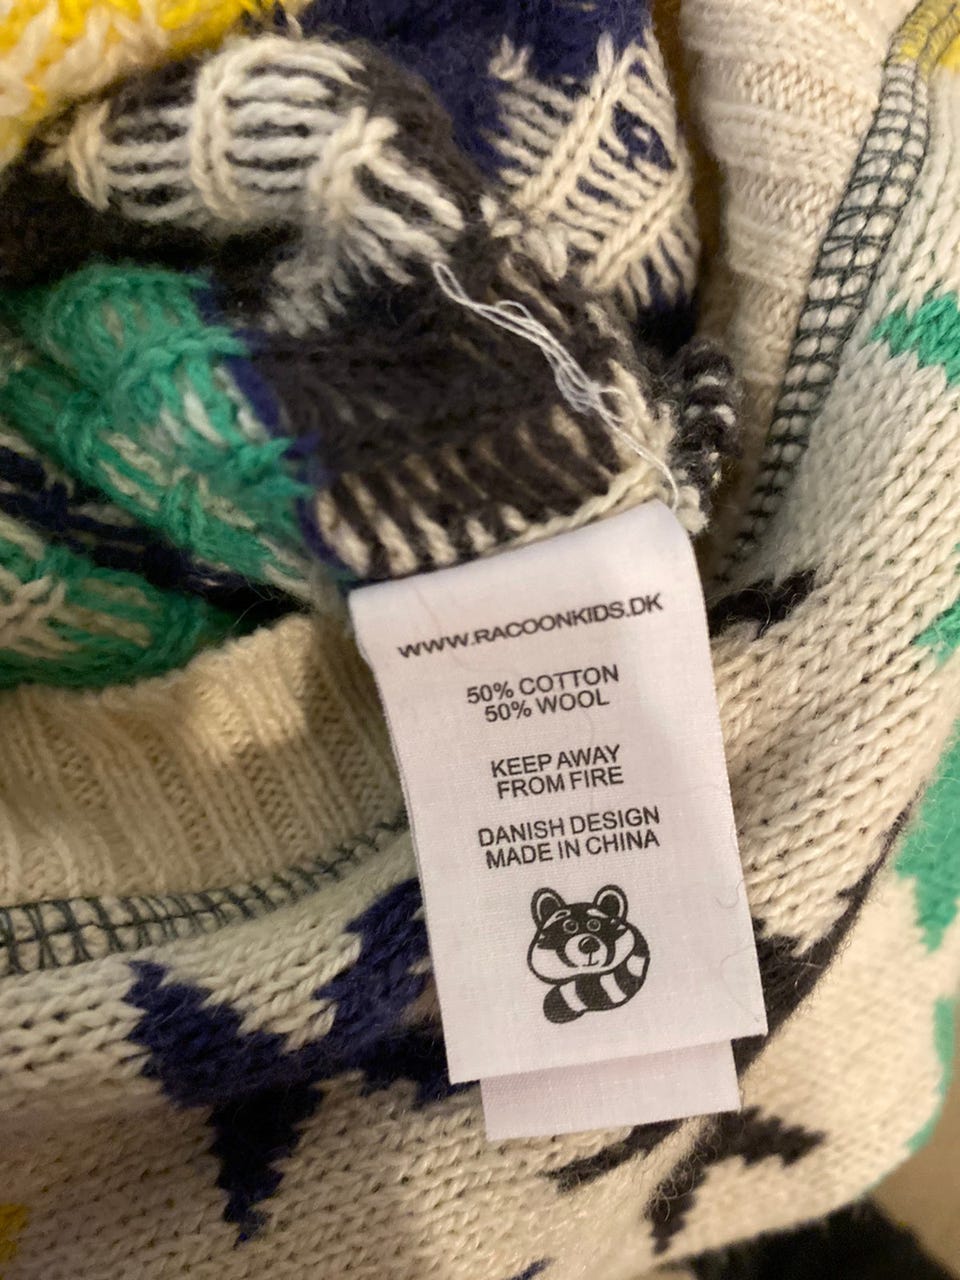 WWW.RACOONKIDS.DK
50% COTTON
50% WOOL
KEEP AWAY
FROM FIRE
DANISH DESIGN
MADE IN CHINA